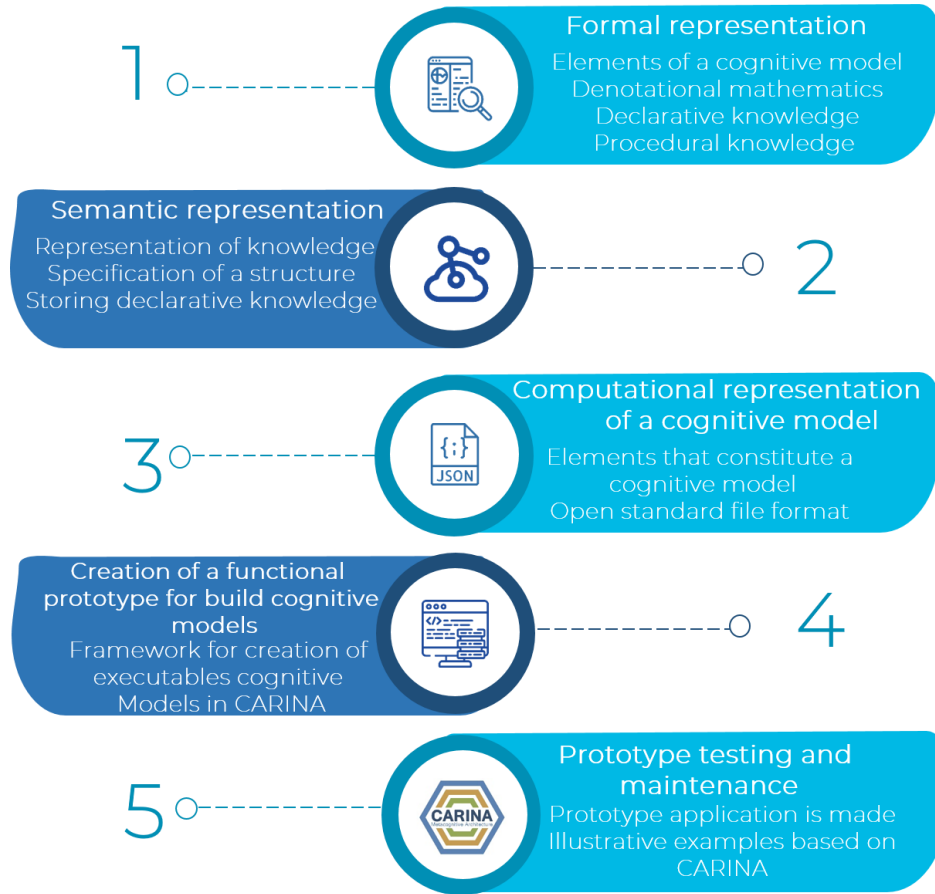 1
Formal representation
Elements of a cognitive model
Denotational mathematics
Declarative knowledge
Procedural knowledge
Semantic representation
Representation of knowledge
Specification of a structure
Storing declarative knowledge
2
3
{;}
JSON
Computational representation
of a cognitive model
Elements that constitute a
cognitive model
Open standard file format
Creation of a functional
prototype for build cognitive
models
Framework for creation of
executables cognitive
Models in CARINA
</>
4
5
CARINA
Metacognitive Architecture
Prototype testing and
maintenance
Prototype application is made
Illustrative examples based on
CARINA